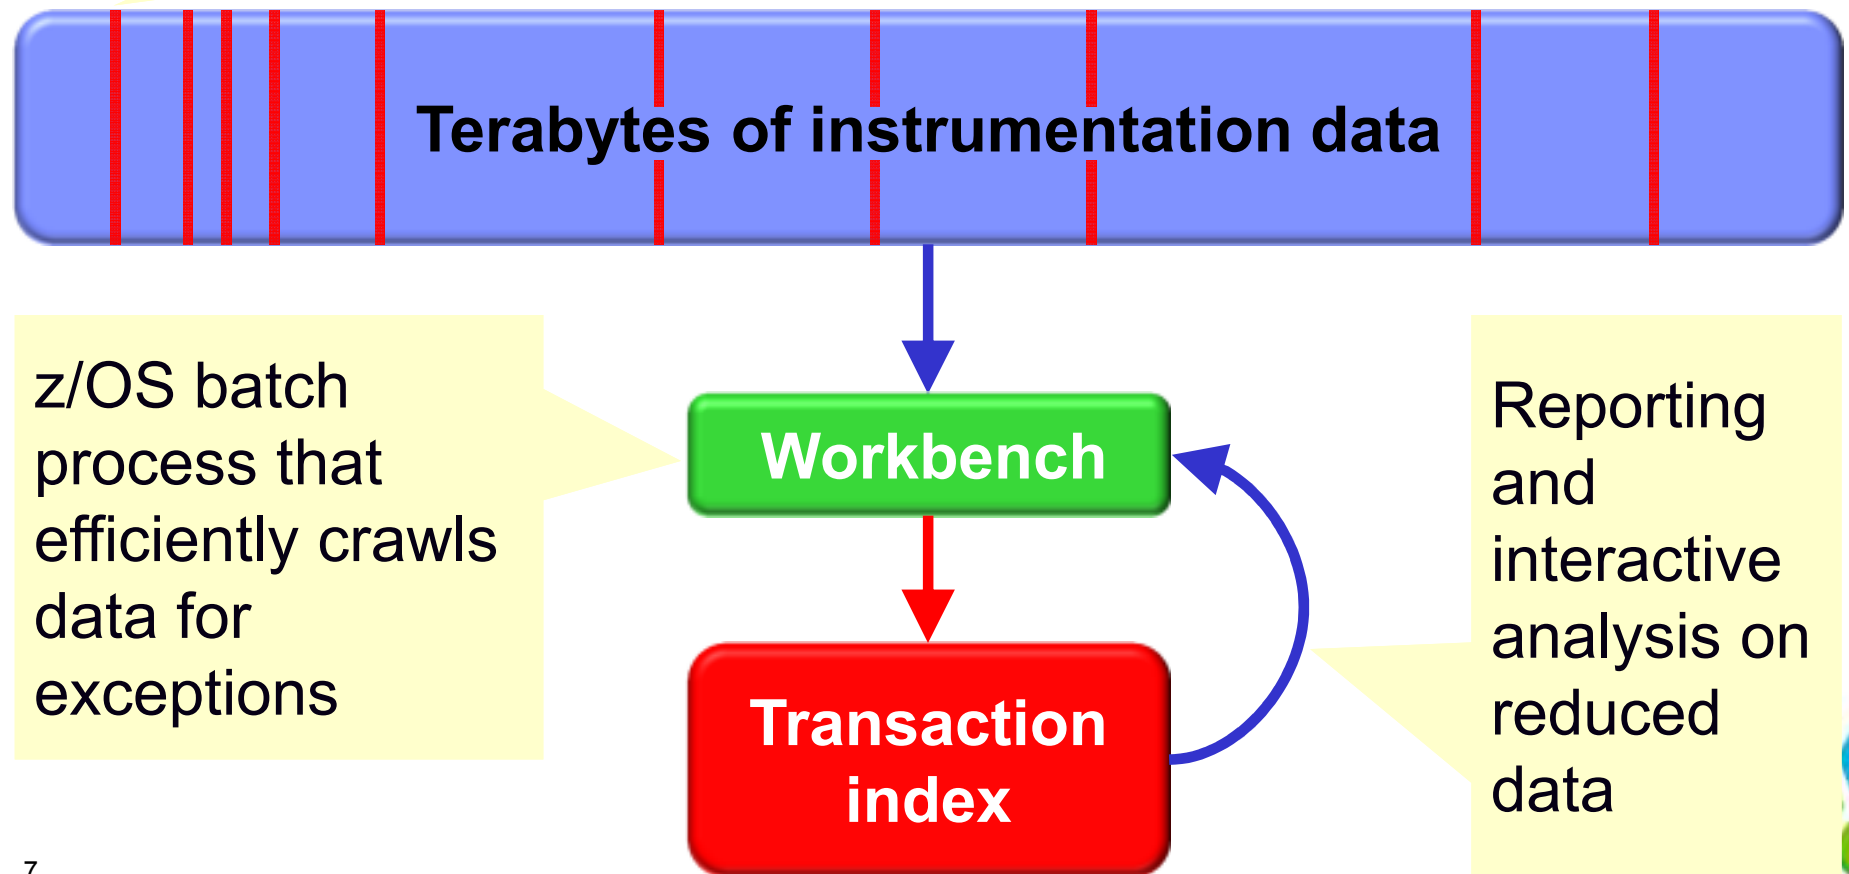 Terabytes of instrumentation data
z/OS batch
process that
efficiently crawls
data for
exceptions
Workbench
Transaction
index
Reporting
and
interactive
analysis on
reduced
data
7